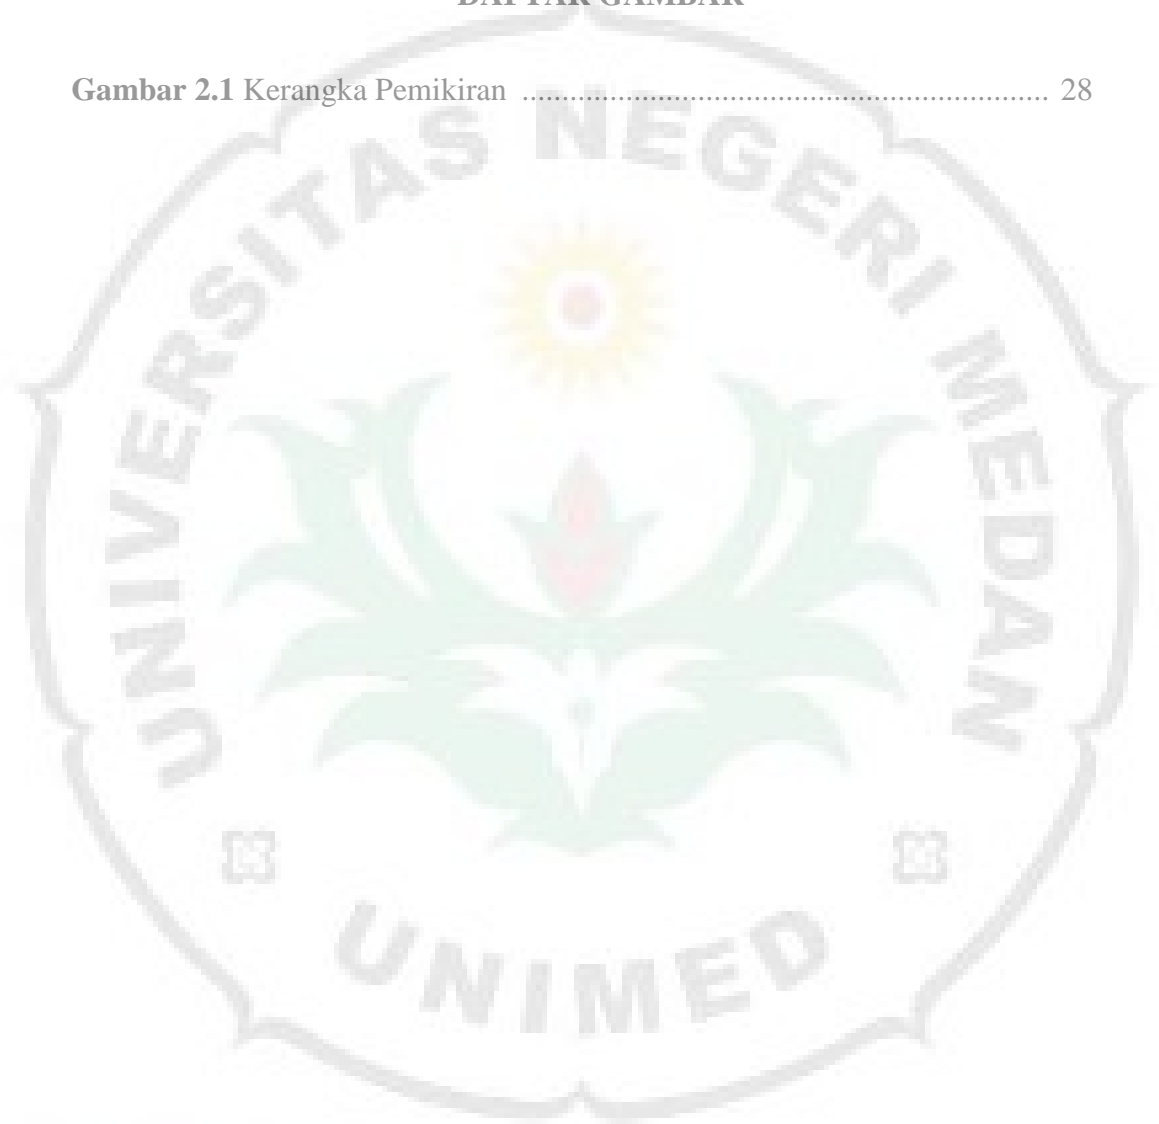 DAFTAR GAMBAR
Gambar 2.1 Kerangka Pemikiran ........................................................... 28
UNIVERSITAS NEGERI MEDAN
UNIMED